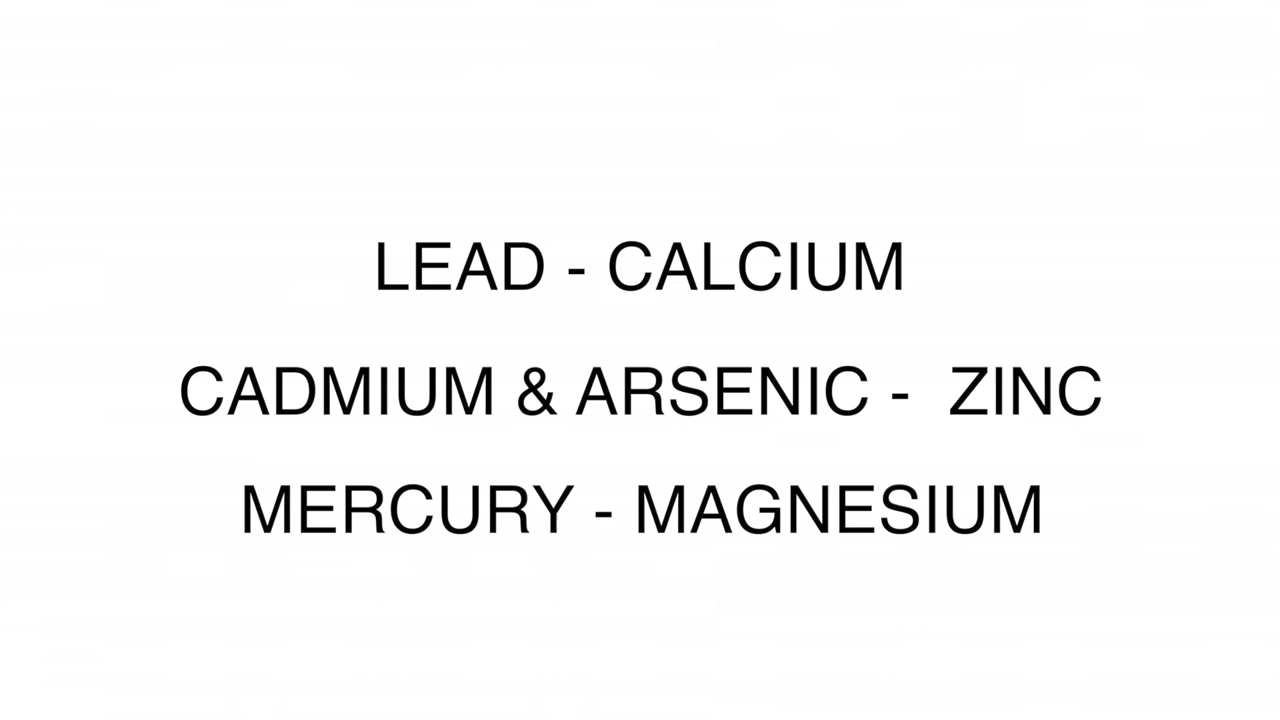 LEAD - CALCIUM
CADMIUM & ARSENIC -  ZINC
MERCURY - MAGNESIUM